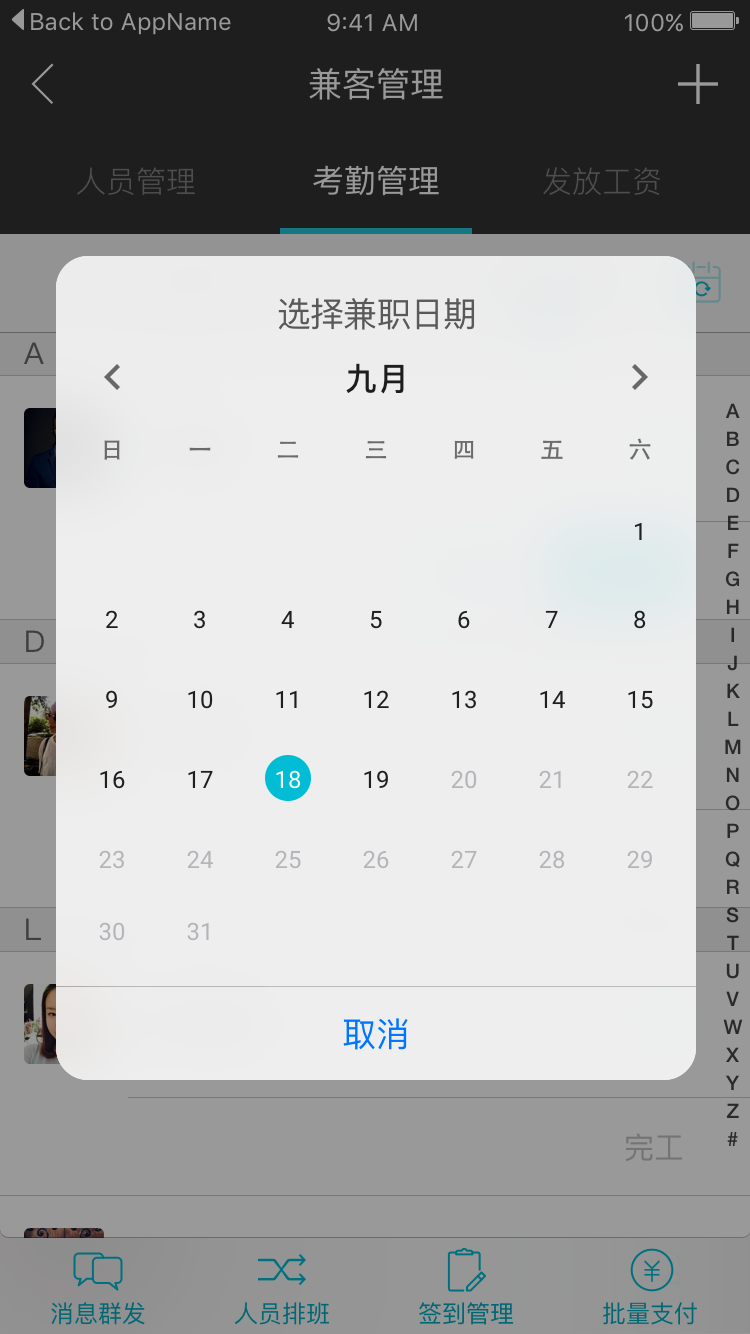 Back to AppName 9:41 AM 100%
兼客管理
人员管理 考勤管理 发放工资
选择兼职日期
A
九月
日 一 二 三 四 五 六
1
2 3 4 5 6 7 8
9 10 11 12 13 14 15
16 17 18 19 20 21 22
23 24 25 26 27 28 29
30 31
取消
D
L
A
B
C
D
E
F
G
H
I
J
K
L
M
N
O
P
Q
R
S
T
U
V
W
X
Y
Z
#
完工
消息群发 人员排班 签到管理 批量支付